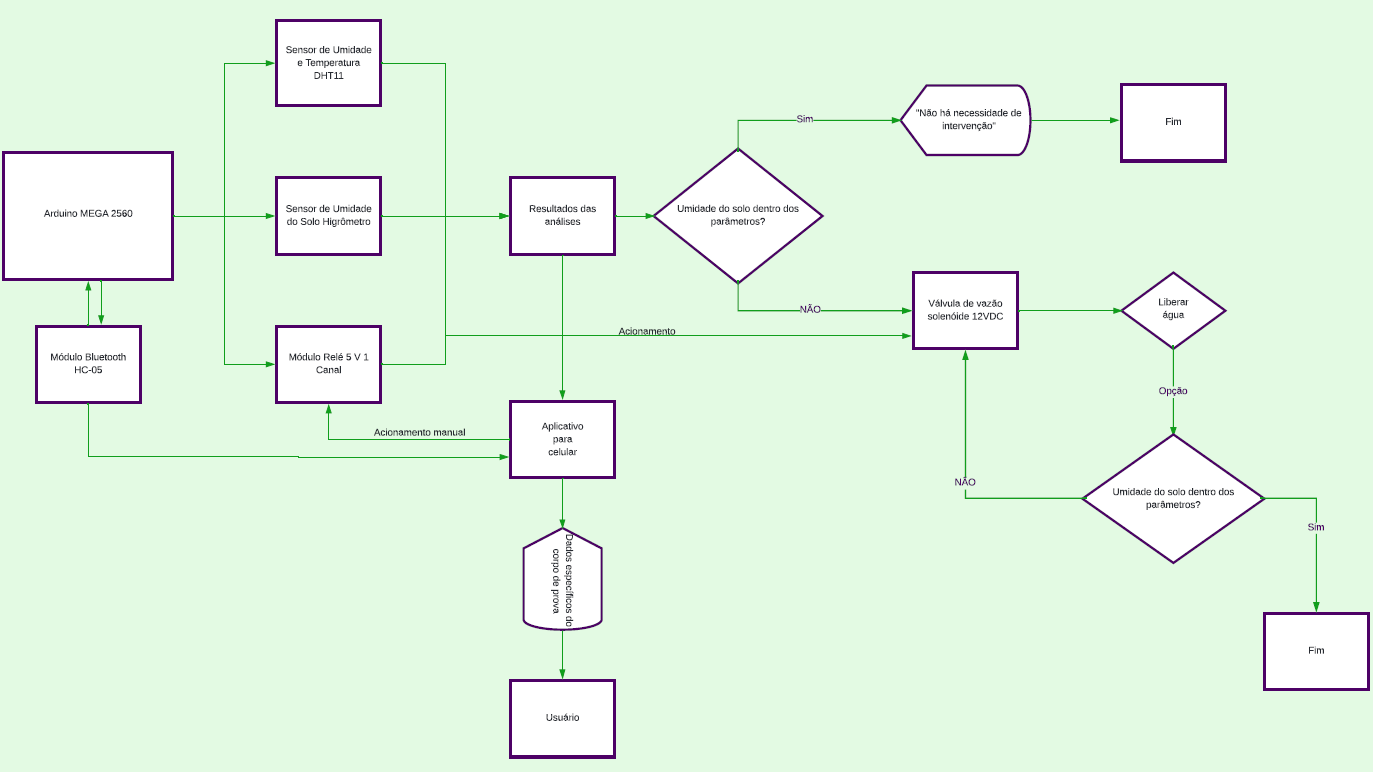 Sensor de Umidade
e Temperatura
DHT11
Sim
"Não há necessidade de
intervenção"
Fim
Arduino MEGA 2560
Sensor de Umidade
do Solo Higrômetro
Resultados das
análises
Umidade do solo dentro dos
parâmetros?
NÃO
Válvula de vazão
solenóide 12VDC
Liberar
água
Acionamento
Módulo Bluetooth
HC-05
Módulo Relé 5 V 1
Canal
Opção
Acionamento manual
Aplicativo
para
celular
NÃO
Umidade do solo dentro dos
parâmetros?
Sim
Dados específicos do
corpo de prova
Fim
Usuário